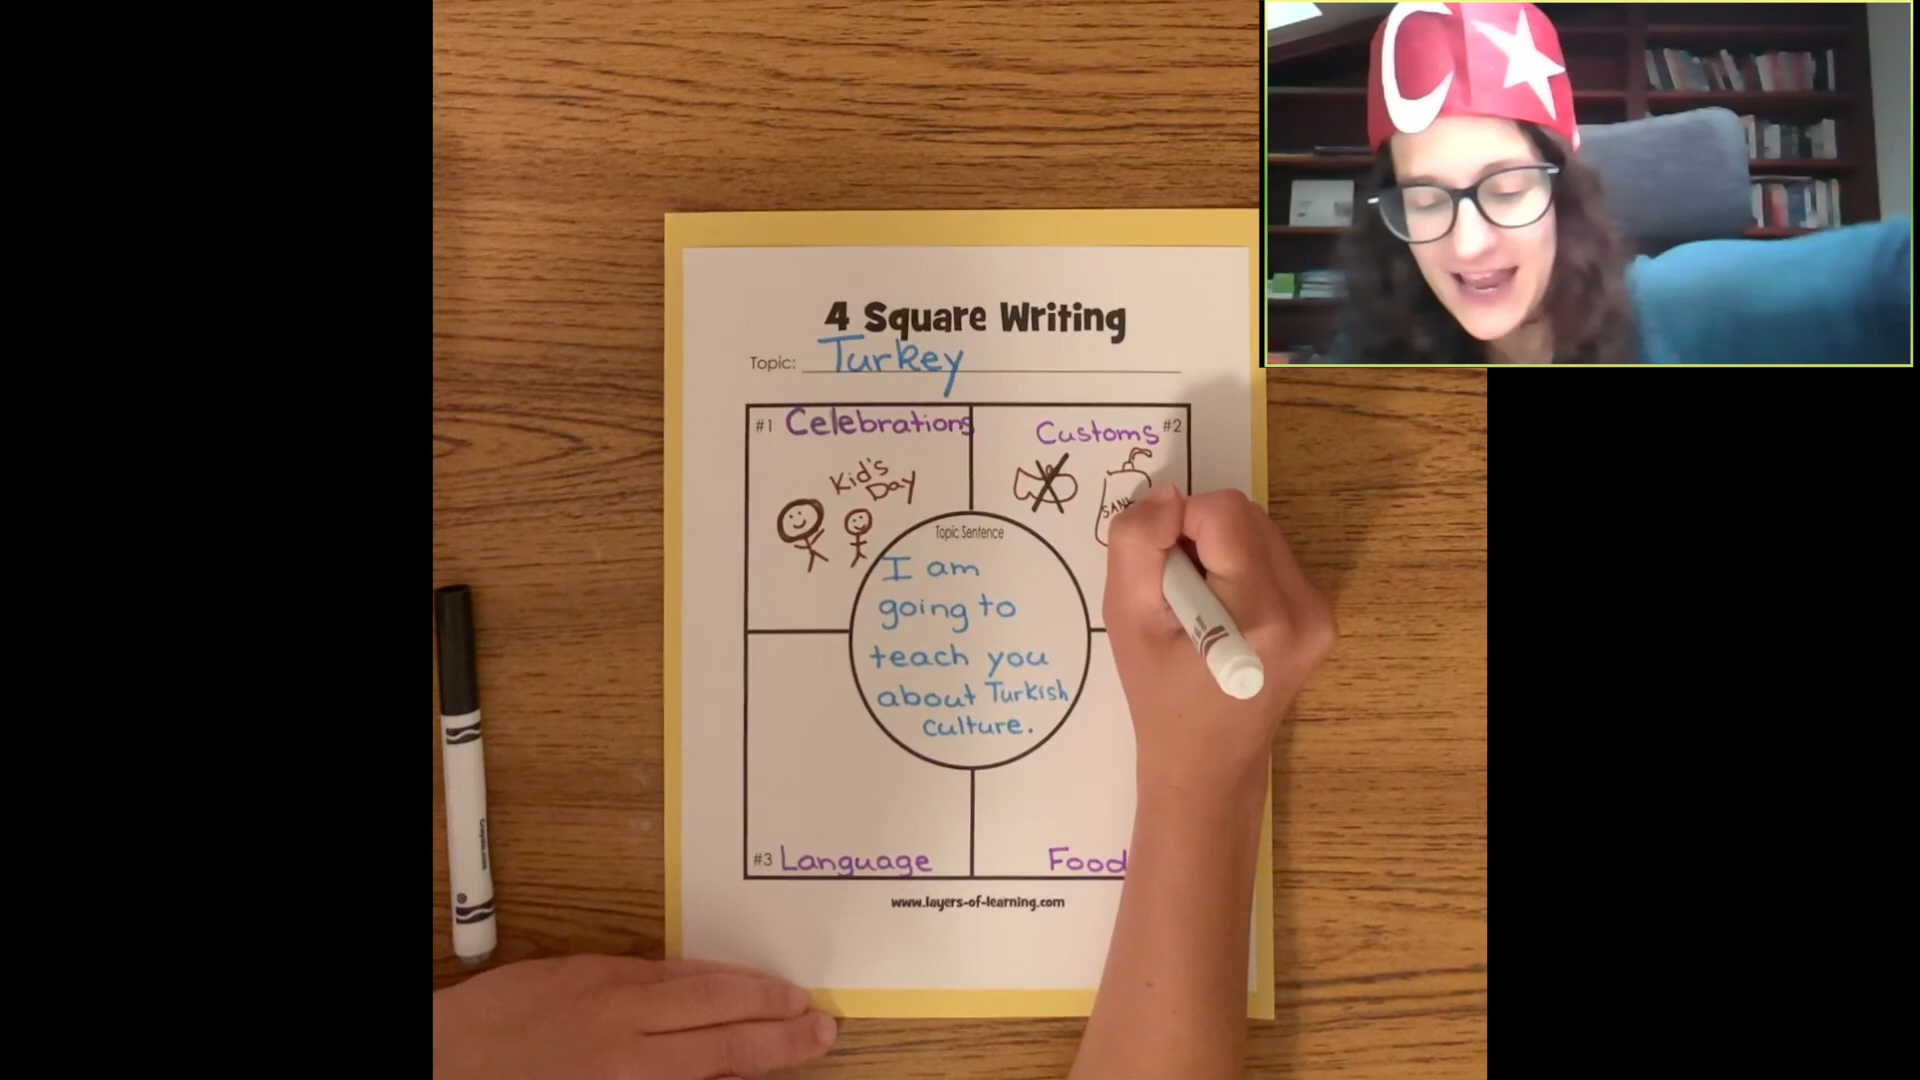 4 Square Writing
Topic: Turkey
#1 Celebrations
Customs #2
Kid's
Day
Topic Sentence
I am
going to
teach you
about Turkish
culture.
#3 Language
Food
www.layers-of-learning.com